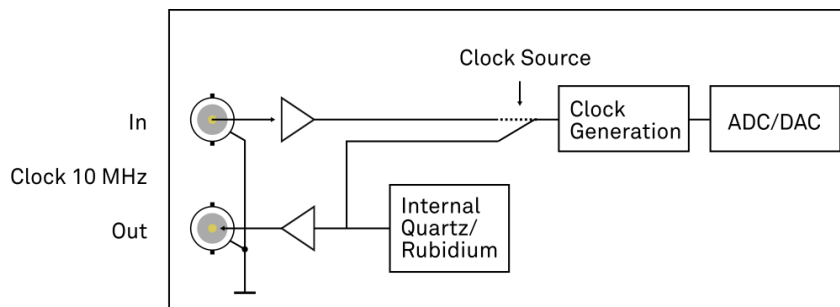 Clock Source
In
Clock
Generation
ADC/DAC
Clock 10 MHz
Out
Internal
Quartz/
Rubidium